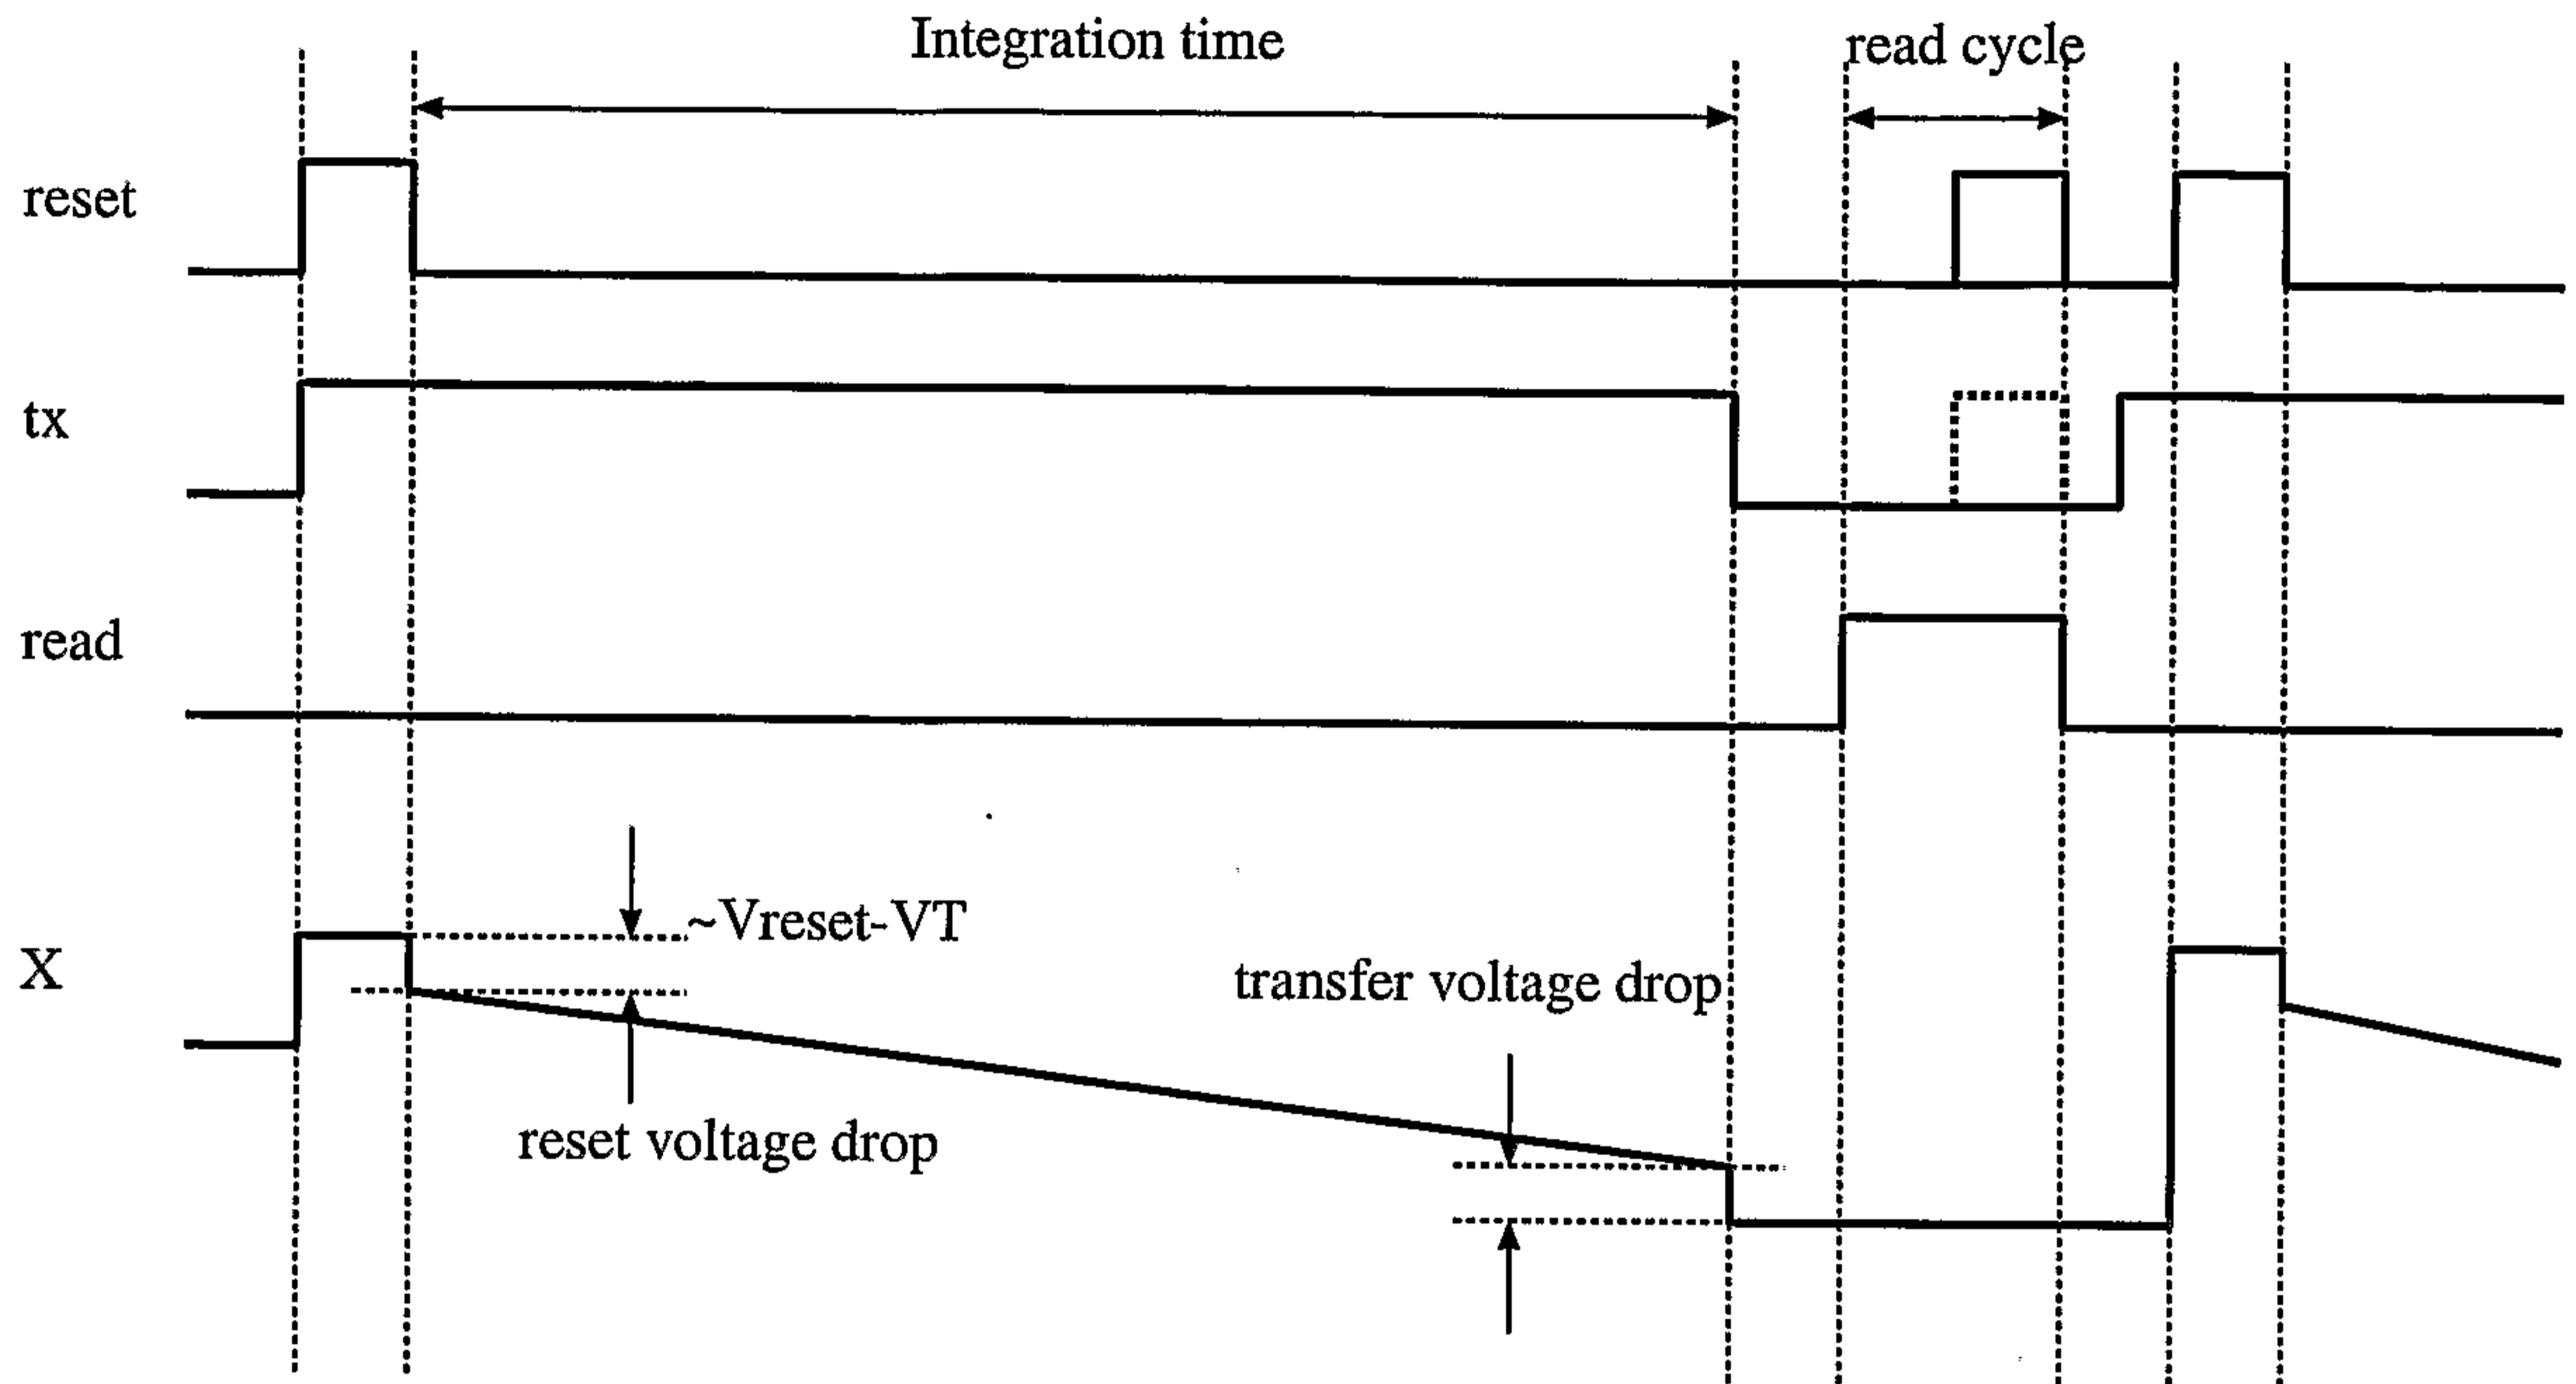 Integration time
read cycle
reset
tx
read
~Vreset-VT
X
transfer voltage drop
reset voltage drop